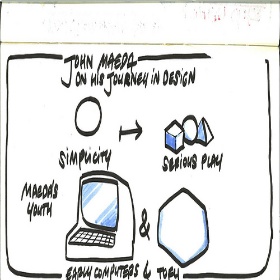 JOHN MAEDA
ON HIS JOURNEY IN DESIGN
SIMPLICITY
SERIOUS PLAY
MAEDA'S
YOUTH
&
EARLY COMPUTERS & TOFU